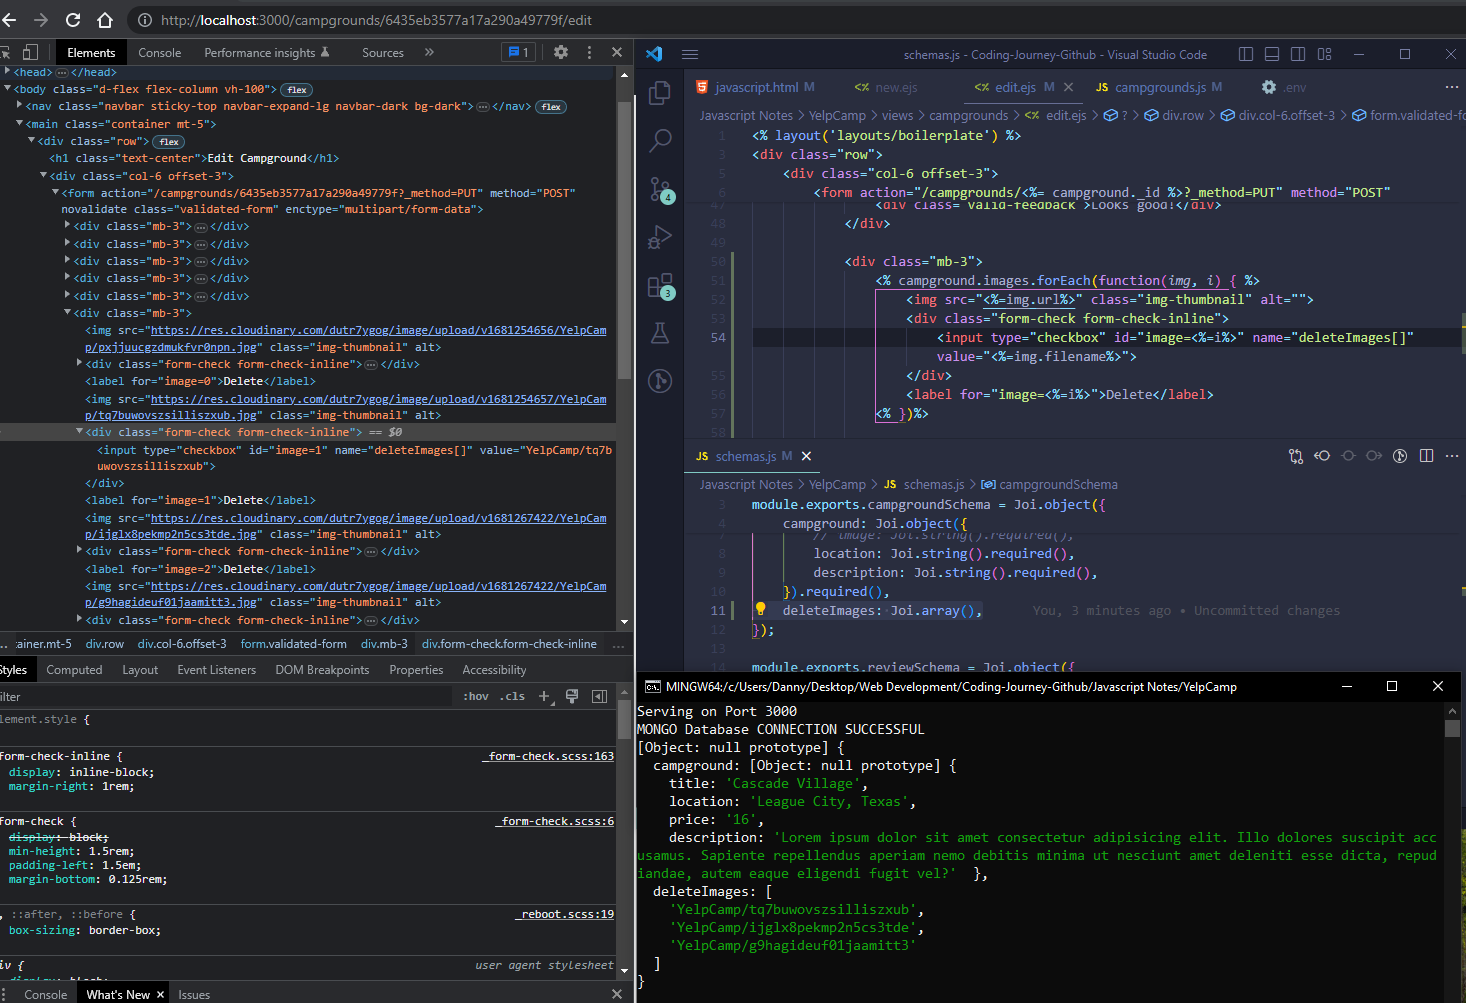 http://localhost:3000/campgrounds/6435eb3577a17a290a49779f/edit
Elements Console Performance insights Sources » 1
<head> ··· </head>
<body class="d-flex flex-column vh-100"> flex
<nav class="navbar sticky-top navbar-expand-lg navbar-dark bg-dark"> ··· </nav> flex
<main class="container mt-5">
<div class="row"> flex
<h1 class="text-center">Edit Campground</h1>
<div class="col-6 offset-3">
<form action="/campgrounds/6435eb3577a17a290a49779f?_method=PUT" method="POST"
novalidate class="validated-form" enctype="multipart/form-data">
<div class="mb-3"> ··· </div>
<div class="mb-3"> ··· </div>
<div class="mb-3"> ··· </div>
<div class="mb-3"> ··· </div>
<div class="mb-3"> ··· </div>
<div class="mb-3">
<img src="https://res.cloudinary.com/dutr7ygog/image/upload/v1681254656/YelpCam
p/pxjjuucgzdmukfvr0npn.jpg" class="img-thumbnail" alt>
<div class="form-check form-check-inline"> ··· </div>
<label for="image=0">Delete</label>
<img src="https://res.cloudinary.com/dutr7ygog/image/upload/v1681254657/YelpCam
p/tq7buwovszsilliszxub.jpg" class="img-thumbnail" alt>
<div class="form-check form-check-inline"> == $0
<input type="checkbox" id="image=1" name="deleteImages[]" value="YelpCamp/tq7b
uwovszsilliszxub">
</div>
<label for="image=1">Delete</label>
<img src="https://res.cloudinary.com/dutr7ygog/image/upload/v1681267422/YelpCam
p/ijglx8pekmp2n5cs3tde.jpg" class="img-thumbnail" alt>
<div class="form-check form-check-inline"> ··· </div>
<label for="image=2">Delete</label>
<img src="https://res.cloudinary.com/dutr7ygog/image/upload/v1681267422/YelpCam
p/g9hagideuf01jaamitt3.jpg" class="img-thumbnail" alt>
<div class="form-check form-check-inline"> ··· </div>
… tainer.mt-5 div.row div.col-6.offset-3 form.validated-form div.mb-3 div.form-check.form-check-inline …
Styles Computed Layout Event Listeners DOM Breakpoints Properties Accessibility
ilter :hov .cls
lement.style {
form-check-inline { _form-check.scss:163
display: inline-block;
margin-right: 1rem;
form-check { _form-check.scss:6
display: block;
min-height: 1.5rem;
padding-left: 1.5em;
margin-bottom: 0.125rem;
, ::after, ::before { _reboot.scss:19
box-sizing: border-box;
iv { user agent stylesheet
display: block;
Console What's New × Issues
schemas.js - Coding-Journey-Github - Visual Studio Code
javascript.html M new.ejs edit.ejs M campgrounds.js M .env
Javascript Notes > YelpCamp > views > campgrounds > edit.ejs > ? > div.row > div.col-6.offset-3 > form.validated-fo
4
3
1 <% layout('layouts/boilerplate') %>
3 <div class="row">
5 <div class="col-6 offset-3">
6 <form action="/campgrounds/<%= campground._id %>?_method=PUT" method="POST"
47 <div class="valid-feedback">Looks good!</div>
48 </div>
49
50 <div class="mb-3">
51 <% campground.images.forEach(function(img, i) { %>
52 <img src="<%=img.url%>" class="img-thumbnail" alt="">
53 <div class="form-check form-check-inline">
54 <input type="checkbox" id="image=<%=i%>" name="deleteImages[]"
value="<%=img.filename%>">
55 </div>
56 <label for="image=<%=i%>">Delete</label>
57 <% })%>
58
JS schemas.js M
Javascript Notes > YelpCamp > JS schemas.js > campgroundSchema
3 module.exports.campgroundSchema = Joi.object({
4 campground: Joi.object({
7 // image: Joi.string().required(),
8 location: Joi.string().required(),
9 description: Joi.string().required(),
10 }).required(),
11 deleteImages: Joi.array(), You, 3 minutes ago • Uncommitted changes
12 });
13
14 module.exports.reviewSchema = Joi.object({
MINGW64:/c/Users/Danny/Desktop/Web Development/Coding-Journey-Github/Javascript Notes/YelpCamp
Serving on Port 3000
MONGO Database CONNECTION SUCCESSFUL
[Object: null prototype] {
campground: [Object: null prototype] {
title: 'Cascade Village',
location: 'League City, Texas',
price: '16',
description: 'Lorem ipsum dolor sit amet consectetur adipisicing elit. Illo dolores suscipit acc
usamus. Sapiente repellendus aperiam nemo debitis minima ut nesciunt amet deleniti esse dicta, repud
iandae, autem eaque eligendi fugit vel?' },
deleteImages: [
'YelpCamp/tq7buwovszsilliszxub',
'YelpCamp/ijglx8pekmp2n5cs3tde',
'YelpCamp/g9hagideuf01jaamitt3'
]
}